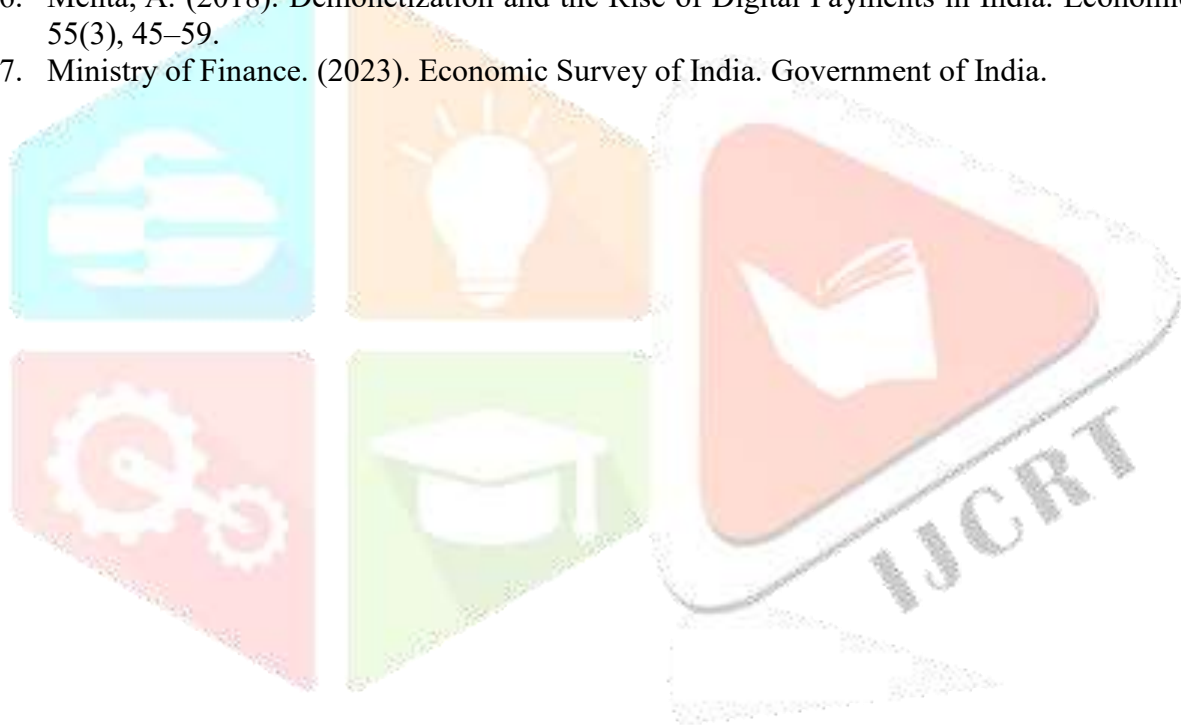 6. Mehta, A. (2018). Demonetization and the Rise of Digital Payments in India. Economic
55(3), 45–59.
7. Ministry of Finance. (2023). Economic Survey of India. Government of India.
IJCRT